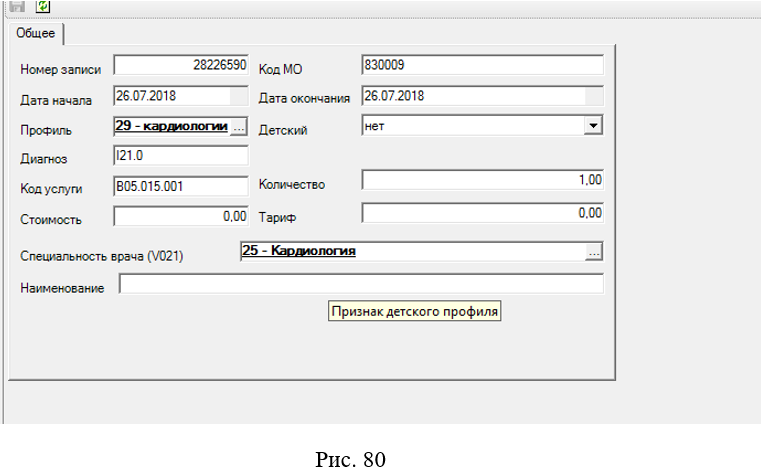 Общее
Номер записи 28226590 Код МО 830009
Дата начала 26.07.2018 Дата окончания 26.07.2018
Профиль 29 - кардиологии ... Детский нет
Диагноз I21.0
Код услуги B05.015.001 Количество 1,00
Стоимость 0,00 Тариф 0,00
Специальность врача (V021) 25 - Кардиология ...
Наименование
Признак детского профиля
Рис. 80